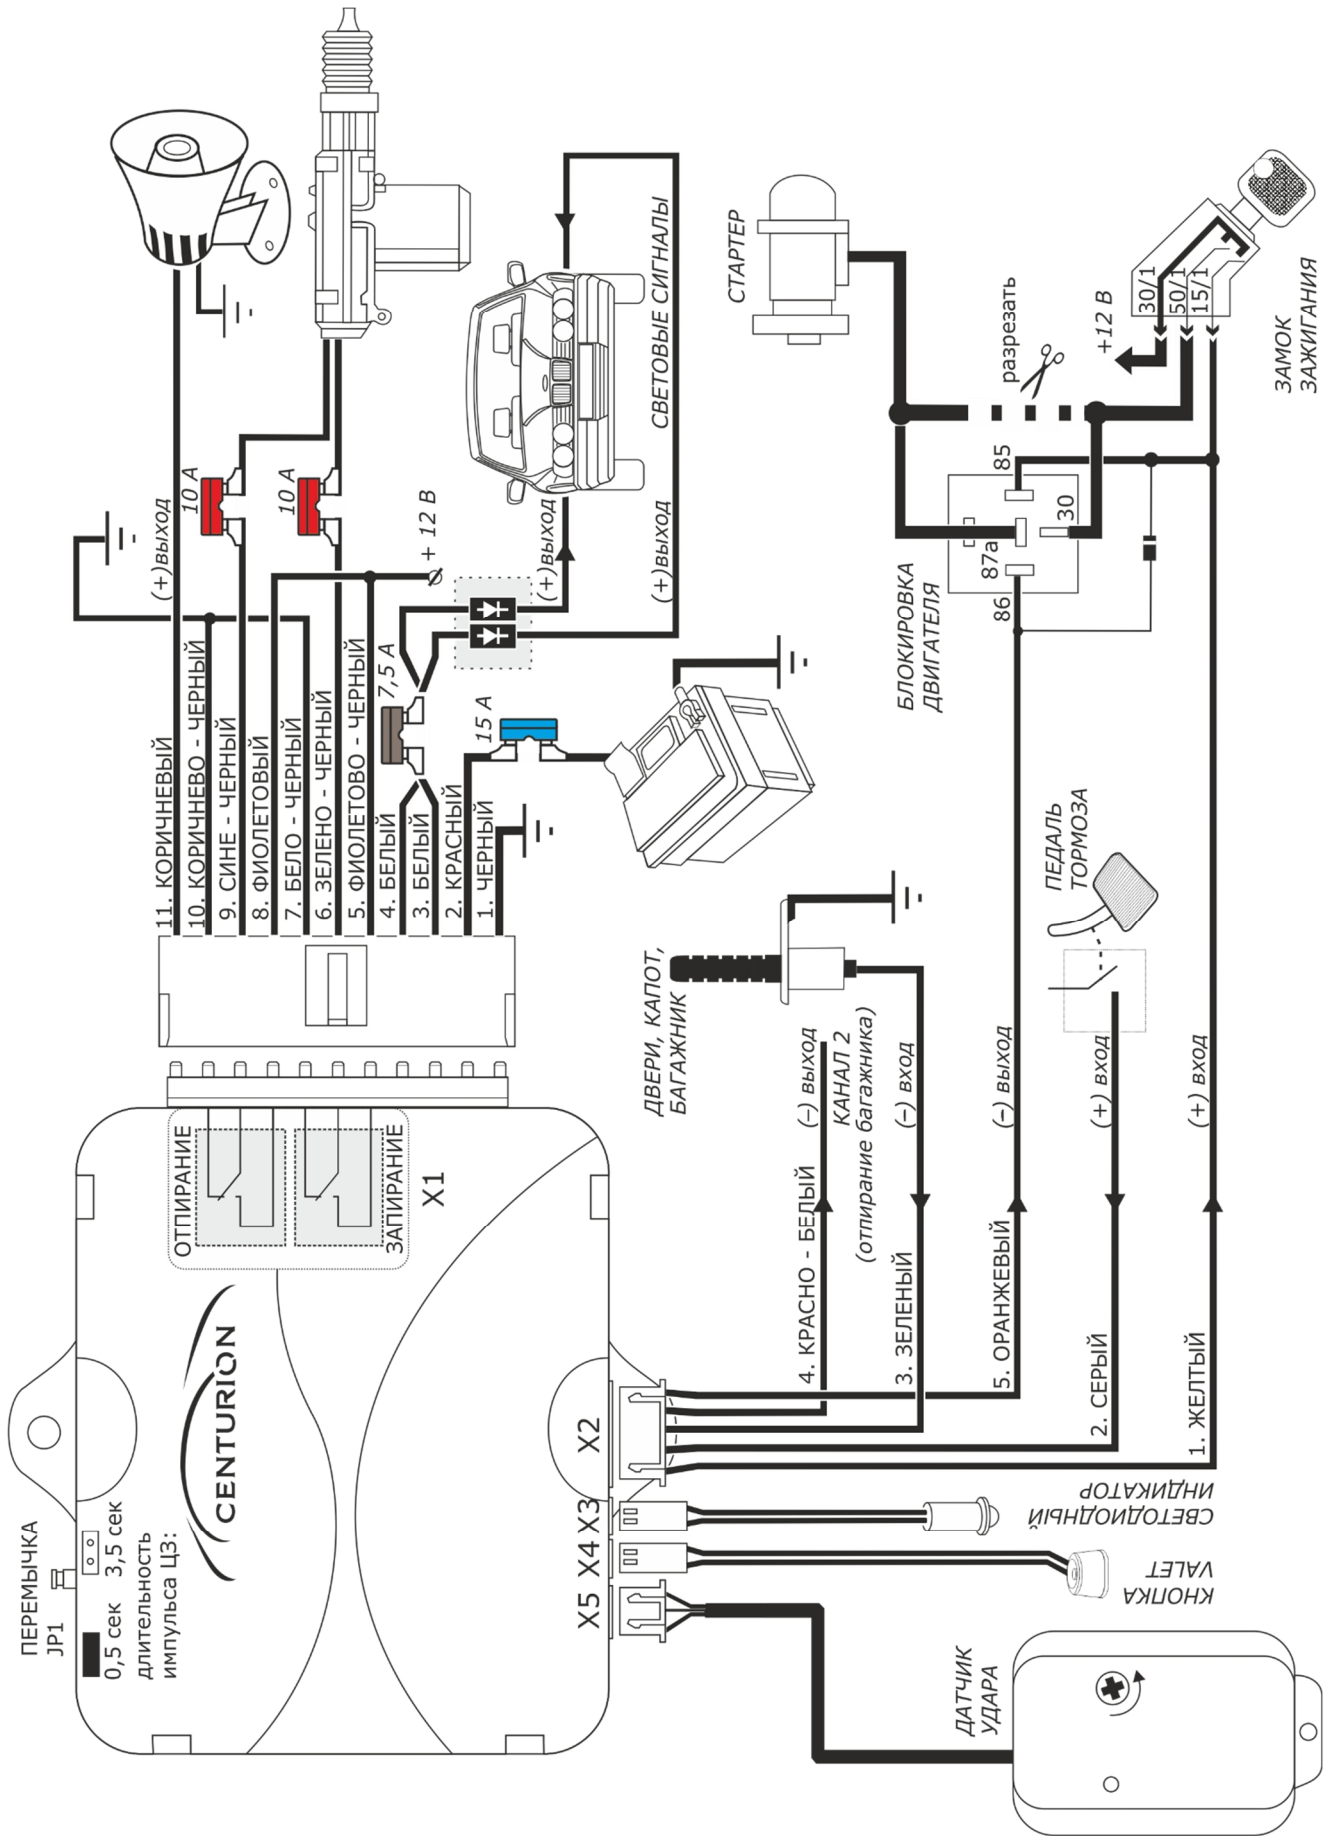 ПЕРЕМЫЧКА
JP1
0,5 сек
3,5 сек
длительность
импульса ЦЗ:
CENTURION
ОТПИРАНИЕ
ЗАПИРАНИЕ
X1
11. КОРИЧНЕВЫЙ
10. КОРИЧНЕВО - ЧЕРНЫЙ
9. СИНЕ - ЧЕРНЫЙ
8. ФИОЛЕТОВЫЙ
7. БЕЛО - ЧЕРНЫЙ
6. ЗЕЛЕНО - ЧЕРНЫЙ
5. ФИОЛЕТОВО - ЧЕРНЫЙ
4. БЕЛЫЙ
3. БЕЛЫЙ
2. КРАСНЫЙ
1. ЧЕРНЫЙ
(+)выход
10 А
10 А
7,5 А
15 А
+ 12 В
(+)выход
(+)выход
СВЕТОВЫЕ СИГНАЛЫ
X5
X4
X3
X2
ДВЕРИ, КАПОТ,
БАГАЖНИК
4. КРАСНО - БЕЛЫЙ
(–) выход
КАНАЛ 2
(отпирание багажника)
3. ЗЕЛЕНЫЙ
(–) вход
5. ОРАНЖЕВЫЙ
(–) выход
2. СЕРЫЙ
(+) вход
1. ЖЕЛТЫЙ
(+) вход
ПЕДАЛЬ
ТОРМОЗА
БЛОКИРОВКА
ДВИГАТЕЛЯ
86
87a
85
30
СТАРТЕР
разрезать
+12 В
30/1
50/1
15/1
ЗАМОК
ЗАЖИГАНИЯ
СВЕТОДИОДНЫЙ
ИНДИКАТОР
КНОПКА
VALET
ДАТЧИК
УДАРА